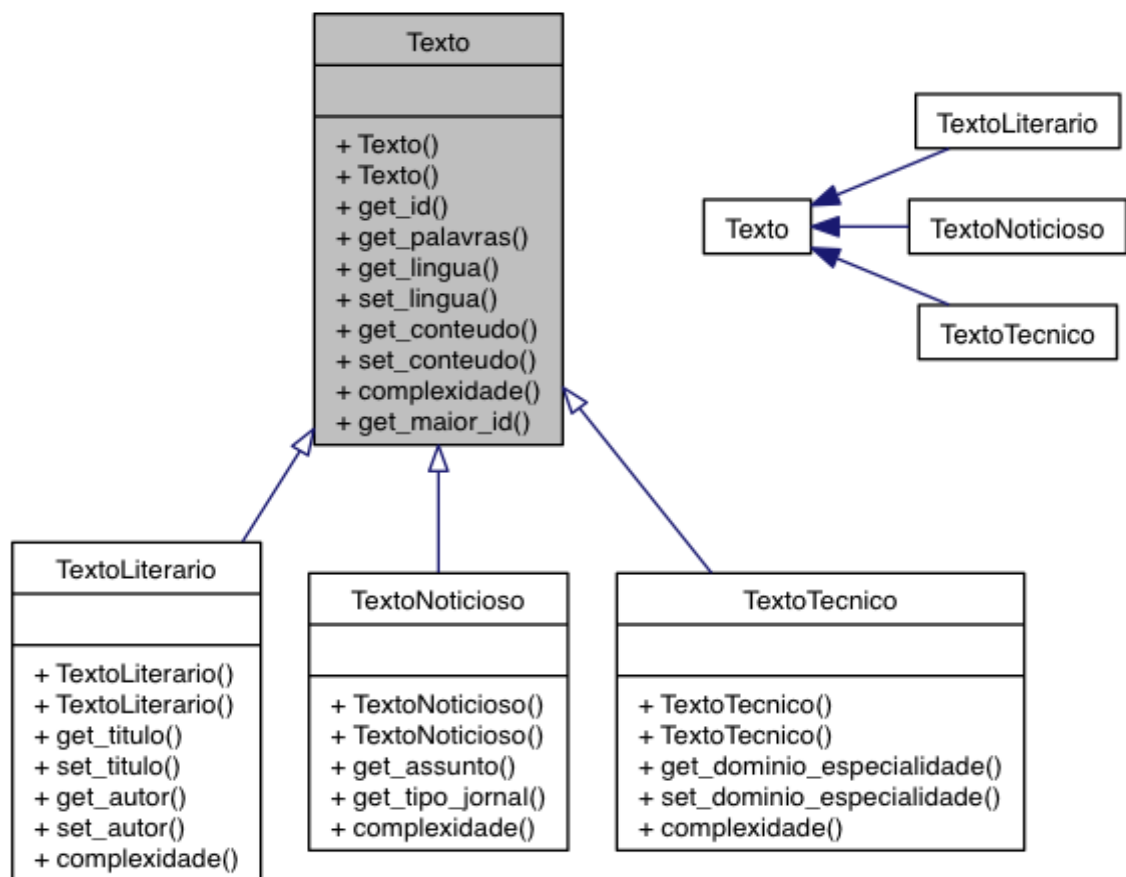 Texto
+ Texto()
+ Texto()
+ get_id()
+ get_palavras()
+ get_lingua()
+ set_lingua()
+ get_conteudo()
+ set_conteudo()
+ complexidade()
+ get_maior_id()
TextoLiterario
Texto
TextoNoticioso
TextoTecnico
TextoLiterario
+ TextoLiterario()
+ TextoLiterario()
+ get_titulo()
+ set_titulo()
+ get_autor()
+ set_autor()
+ complexidade()
TextoNoticioso
+ TextoNoticioso()
+ TextoNoticioso()
+ get_assunto()
+ get_tipo_jornal()
+ complexidade()
TextoTecnico
+ TextoTecnico()
+ TextoTecnico()
+ get_dominio_especialidade()
+ set_dominio_especialidade()
+ complexidade()